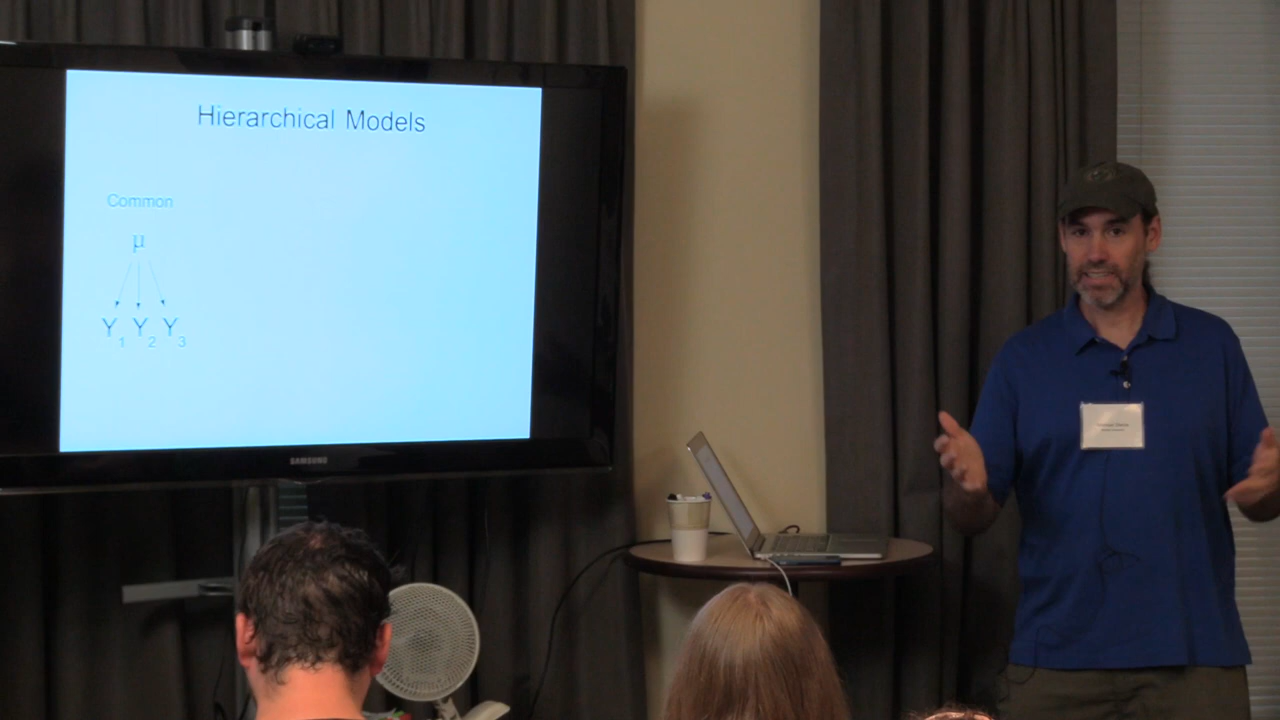 Hierarchical Models
Common
μ
Y1 Y2 Y3
SAMSUNG